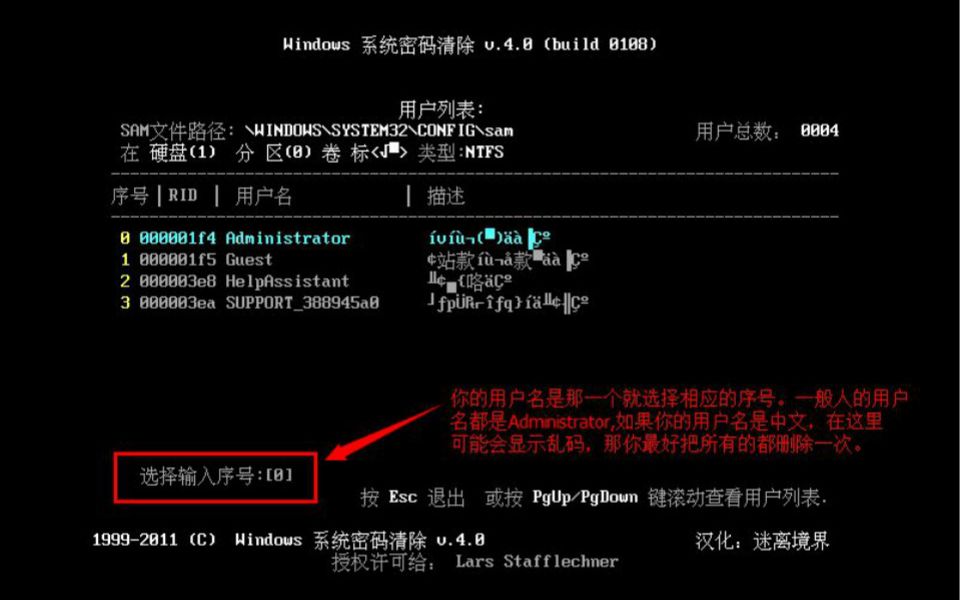 Windows 系统密码清除 v.4.0 (build 0108)
用户列表:
SAM文件路径: \WINDOWS\SYSTEM32\CONFIG\sam 用户总数: 0004
在 硬盘(1) 分 区(0) 卷 标<√■> 类型:NTFS
序号|RID | 用户名 | 描述
0 000001f4 Administrator
1 000001f5 Guest
2 000003e8 HelpAssistant
3 000003ea SUPPORT_388945a0
你的用户名是那一个就选择相应的序号。一般人的用户
名都是Administrator,如果你的用户名是中文，在这里
可能会显示乱码，那你最好把所有的都删除一次。
选择输入序号:[0]
按 Esc 退出 或按 PgUp/PgDown 键滚动查看用户列表.
1999-2011 (C) Windows 系统密码清除 v.4.0 汉化: 迷离境界
授权许可给: Lars Stafflechner